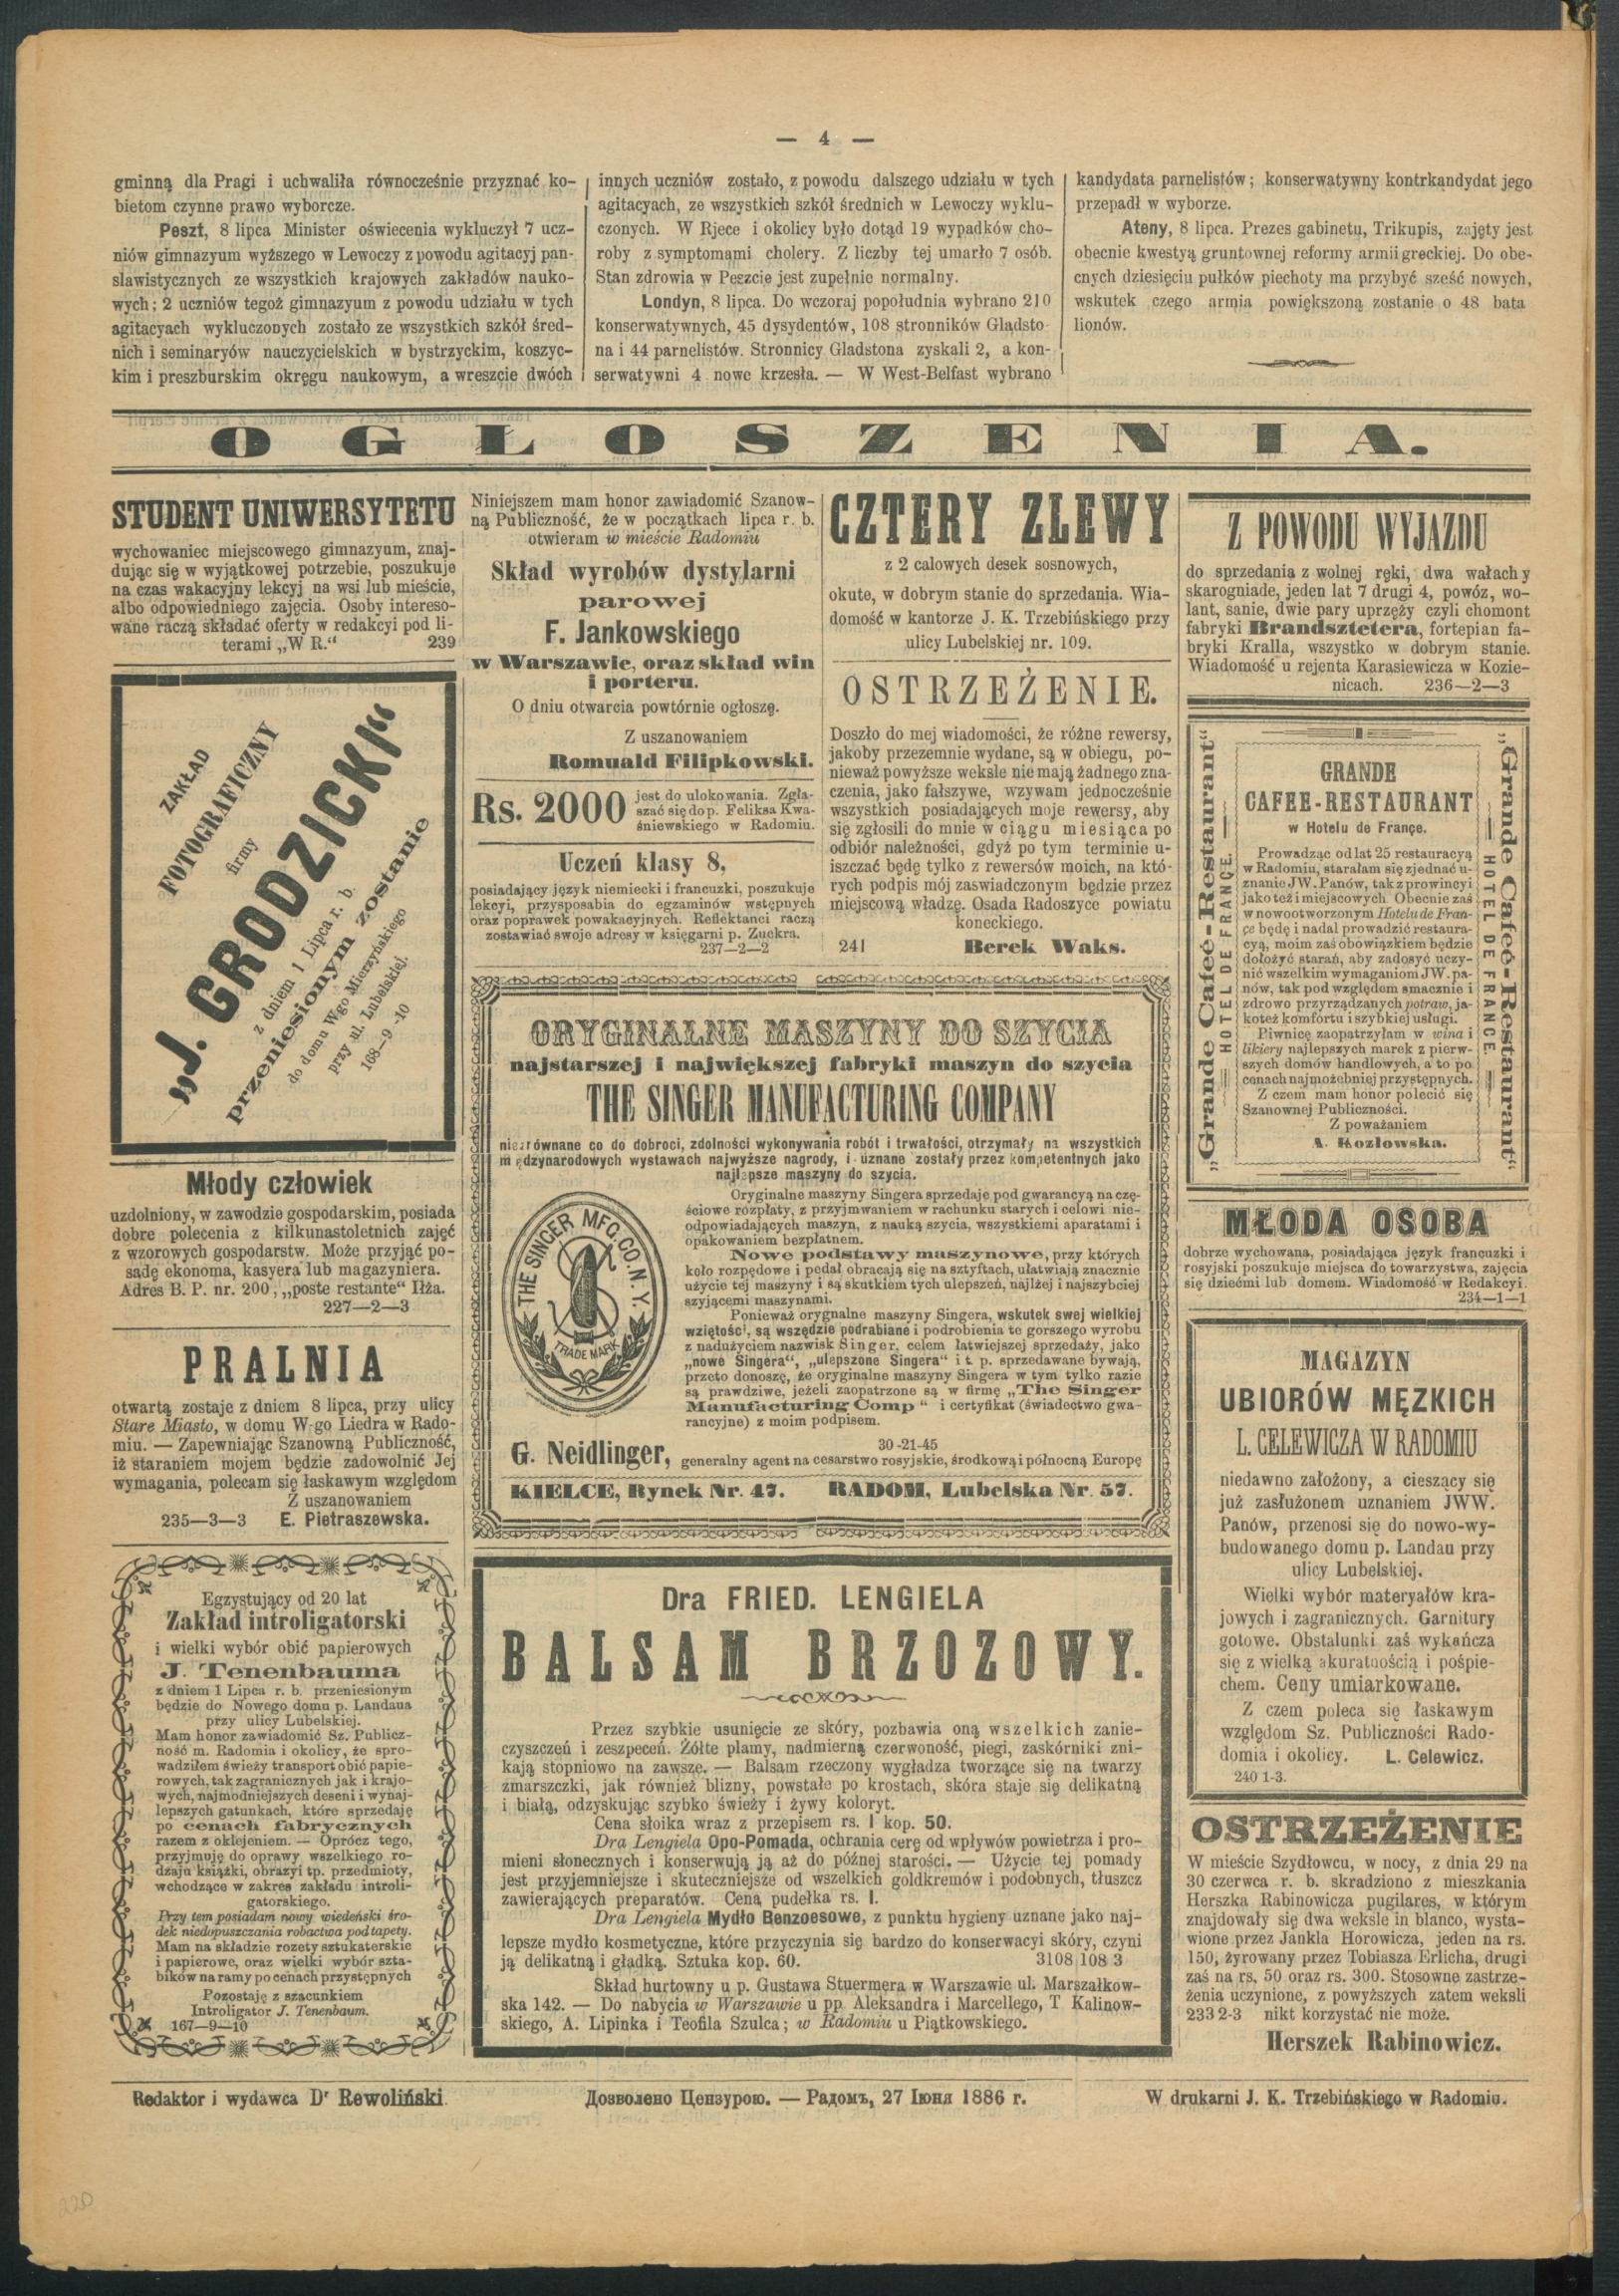 — 4 —
gminną dla Pragi i uchwaliła równocześnie przyznać ko-
bietom czynne prawo wyborcze.
Peszt, 8 lipca Minister oświecenia wykluczył 7 ucz-
niów gimnazyum wyższego w Lewoczy z powodu agitacyj pan-
slawistycznych ze wszystkich krajowych zakładów nauko-
wych; 2 uczniów tegoż gimnazyum z powodu udziału w tych
agitacyach wykluczonych zostało ze wszystkich szkół śred-
nich i seminaryów nauczycielskich w bystrzyckim, koszyc-
kim i preszburskim okręgu naukowym, a wreszcie dwóch
innych uczniów zostało, z powodu dalszego udziału w tych
agitacyach, ze wszystkich szkół średnich w Lewoczy wyklu-
czonych. W Rjece i okolicy było dotąd 19 wypadków cho-
roby z symptomami cholery. Z liczby tej umarło 7 osób.
Stan zdrowia w Peszcie jest zupełnie normalny.
Londyn, 8 lipca. Do wczoraj popołudnia wybrano 210
konserwatywnych, 45 dysydentów, 108 stronników Gladsto-
na i 44 parnelistów. Stronnicy Gladstona zyskali 2, a kon-
serwatywni 4 nowe krzesła. — W West-Belfast wybrano
kandydata parnelistów; konserwatywny kontrkandydat jego
przepadł w wyborze.
Ateny, 8 lipca. Prezes gabinetu, Trikupis, zajęty jest
obecnie kwestyą gruntownej reformy armii greckiej. Do obe-
cnych dziesięciu pułków piechoty ma przybyć sześć nowych,
wskutek czego armia powiększoną zostanie o 48 bata
lionów.
OGŁOSZENIA.
STUDENT UNIWERSYTETU
wychowaniec miejscowego gimnazyum, znaj-
dując się w wyjątkowej potrzebie, poszukuje
na czas wakacyjny lekcyj na wsi lub mieście,
albo odpowiedniego zajęcia. Osoby intereso-
wane raczą składać oferty w redakcyi pod li-
terami „W R.“ 239
ZAKŁAD
FOTOGRAFICZNY
firmy
„J. GRODZICKI“
z dniem 1 Lipca r. b.
przeniesionym zostanie
do domu Wgo Mierzyńskiego
przy ul. Lubelskiej.
168—9 -10
Młody człowiek
uzdolniony, w zawodzie gospodarskim, posiada
dobre polecenia z kilkunastoletnich zajęć
z wzorowych gospodarstw. Może przyjąć po-
sadę ekonoma, kasyera lub magazyniera.
Adres B. P. nr. 200, „poste restante“ Iłża.
227—2—3
PRALNIA
otwartą zostaje z dniem 8 lipca, przy ulicy
Stare Miasto, w domu W-go Liedra w Rado-
miu. — Zapewniając Szanowną Publiczność,
iż staraniem mojem będzie zadowolnić Jej
wymagania, polecam się łaskawym względom
Z uszanowaniem
235—3—3 E. Pietraszewska.
Egzystujący od 20 lat
Zakład introligatorski
i wielki wybór obić papierowych
J. Tenenbauma
z dniem 1 Lipca r. b. przeniesionym
będzie do Nowego domu p. Landaua
przy ulicy Lubelskiej.
Mam honor zawiadomić Sz. Publicz-
ność m. Radomia i okolicy, że spro-
wadziłem świeży transport obić papie-
rowych, tak zagranicznych jak i krajo-
wych, najmodniejszych deseni i wynaj-
lepszych gatunkach, które sprzedaję
po cenach fabrycznych
razem z oklejeniem. — Oprócz tego,
przyjmuję do oprawy wszelkiego ro-
dzaju książki, obrazy i tp. przedmioty,
wchodzące w zakres zakładu introli-
gatorskiego.
Przy tem posiadam nowy wiedeński śro-
dek niedopuszczania robactwa pod tapety.
Mam na składzie rozety sztukaterskie
i papierowe, oraz wielki wybór szta-
bików na ramy po cenach przystępnych
Pozostaję z szacunkiem
Introligator J. Tenenbaum.
167—9—10
Niniejszem mam honor zawiadomić Szanow-
ną Publiczność, że w początkach lipca r. b.
otwieram w mieście Radomiu
Skład wyrobów dystylarni
parowej
F. Jankowskiego
w Warszawie, oraz skład win
i porteru.
O dniu otwarcia powtórnie ogłoszę.
Z uszanowaniem
Romuald Filipkowski.
Rs. 2000 jest do ulokowania. Zgła-
szać się do p. Feliksa Kwa-
śniewskiego w Radomiu.
Uczeń klasy 8,
posiadający język niemiecki i francuzki, poszukuje
lekcyi, przysposabia do egzaminów wstępnych
oraz poprawek powakacyjnych. Reflektanci raczą
zostawiać swoje adresy w księgarni p. Zuckra.
237—2—2
CZTERY ZLEWY
z 2 calowych desek sosnowych,
okute, w dobrym stanie do sprzedania. Wia-
domość w kantorze J. K. Trzebińskiego przy
ulicy Lubelskiej nr. 109.
OSTRZEŻENIE.
Doszło do mej wiadomości, że różne rewersy,
jakoby przezemnie wydane, są w obiegu, po-
nieważ powyższe weksle nie mają żadnego zna-
czenia, jako fałszywe, wzywam jednocześnie
wszystkich posiadających moje rewersy, aby
się zgłosili do mnie w ciągu miesiąca po
odbiór należności, gdyż po tym terminie u-
iszczać będę tylko z rewersów moich, na któ-
rych podpis mój zaswiadczonym będzie przez
miejscową władzę. Osada Radoszyce powiatu
koneckiego.
241 Berek Waks.
ORYGINALNE MASZYNY DO SZYCIA
najstarszej i największej fabryki maszyn do szycia
THE SINGER MANUFACTURING COMPANY
niezrównane co do dobroci, zdolności wykonywania robót i trwałości, otrzymały na wszystkich
m ędzynarodowych wystawach najwyższe nagrody, i uznane zostały przez kompetentnych jako
najlepsze maszyny do szycia.
THE SINGER MFG. CO. N. Y.
TRADE MARK
Oryginalne maszyny Singera sprzedaje pod gwarancyą na czę-
ściowe rozpłaty, z przyjmwaniem w rachunku starych i celowi nie-
odpowiadających maszyn, z nauką szycia, wszystkiemi aparatami i
opakowaniem bezpłatnem.
Nowe podstawy maszynowe, przy których
koło rozpędowe i pedał obracają się na sztyftach, ułatwiają znacznie
użycie tej maszyny i są skutkiem tych ulepszeń, najlżej i najszybciej
szyjącemi maszynami.
Ponieważ orygnalne maszyny Singera, wskutek swej wielkiej
wziętości, są wszędzie podrabiane i podrobienia te gorszego wyrobu
z nadużyciem nazwisk Singer, celem łatwiejszej sprzedaży, jako
„nowe Singera“, „ulepszone Singera“ i t. p. sprzedawane bywają,
przeto donoszę, że oryginalne maszyny Singera w tym tylko razie
są prawdziwe, jeżeli zaopatrzone są w firmę „The Singer
Manufacturing Comp “ i certyfikat (świadectwo gwa-
rancyjne) z moim podpisem.
30 -21-45
G. Neidlinger, generalny agent na cesarstwo rosyjskie, środkową i północną Europę
KIELCE, Rynek Nr. 47. RADOM, Lubelska Nr. 57.
Dra FRIED. LENGIELA
BALSAM BRZOZOWY.
Przez szybkie usunięcie ze skóry, pozbawia oną wszelkich zanie-
czyszczeń i zeszpeceń. Żółte plamy, nadmierną czerwoność, piegi, zaskórniki zni-
kają stopniowo na zawsze. — Balsam rzeczony wygładza tworzące się na twarzy
zmarszczki, jak również blizny, powstałe po krostach, skóra staje się delikatną
i białą, odzyskując szybko świeży i żywy koloryt.
Cena słoika wraz z przepisem rs. 1 kop. 50.
Dra Lengiela Opo-Pomada, ochrania cerę od wpływów powietrza i pro-
mieni słonecznych i konserwują ją aż do późnej starości. — Użycie tej pomady
jest przyjemniejsze i skuteczniejsze od wszelkich goldkremów i podobnych, tłuszcz
zawierających preparatów. Cena pudełka rs. 1.
Dra Lengiela Mydło Benzoesowe, z punktu hygieny uznane jako naj-
lepsze mydło kosmetyczne, które przyczynia się bardzo do konserwacyi skóry, czyni
ją delikatną i gładką. Sztuka kop. 60. 3108 108 3
Skład hurtowny u p. Gustawa Stuermera w Warszawie ul. Marszałkow-
ska 142. — Do nabycia w Warszawie u pp Aleksandra i Marcellego, T Kalinow-
skiego, A. Lipinka i Teofila Szulca; w Radomiu u Piątkowskiego.
Z POWODU WYJAZDU
do sprzedania z wolnej ręki, dwa wałachy
skarogniade, jeden lat 7 drugi 4, powóz, wo-
lant, sanie, dwie pary uprzęży czyli chomont
fabryki Brandsztetera, fortepian fa-
bryki Kralla, wszystko w dobrym stanie.
Wiadomość u rejenta Karasiewicza w Kozie-
nicach. 236—2—3
„Grande Cafeé-Restaurant“
HOTEL DE FRANCE.
GRANDE
CAFEE-RESTAURANT
w Hotelu de Françe.
Prowadząc od lat 25 restauracyą
w Radomiu, starałam się zjednać u-
znanie JW. Panów, tak z prowincyi
jako też i miejscowych. Obecnie zaś
w nowootworzonym Hotelu de Fran-
çe będę i nadal prowadzić restaura-
cyą, moim zaś obowiązkiem będzie
dołożyć starań, aby zadosyć uczy-
nić wszelkim wymaganiom JW. pa-
nów, tak pod względem smacznie i
zdrowo przyrządzanych potraw, ja-
koteż komfortu i szybkiej usługi.
Piwnicę zaopatrzyłam w wina i
likiery najlepszych marek z pierw-
szych domów handlowych, a to po
cenach najmożebniej przystępnych.
Z czem mam honor polecić się
Szanownej Publiczności.
Z poważaniem
A. Kozłowska.
HOTEL DE FRANCE.
„Grande Cafeé-Restaurant“
MŁODA OSOBA
dobrze wychowana, posiadająca język francuzki i
rosyjski poszukuje miejsca do towarzystwa, zajęcia
się dziećmi lub domem. Wiadomość w Redakcyi.
234—1—1
MAGAZYN
UBIORÓW MĘZKICH
L. CELEWICZA W RADOMIU
niedawno założony, a cieszący się
już zasłużonem uznaniem JWW.
Panów, przenosi się do nowo-wy-
budowanego domu p. Landau przy
ulicy Lubelskiej.
Wielki wybór materyałów kra-
jowych i zagranicznych. Garnitury
gotowe. Obstalunki zaś wykańcza
się z wielką akuratnością i pośpie-
chem. Ceny umiarkowane.
Z czem poleca się łaskawym
względom Sz. Publiczności Rado-
domia i okolicy. L. Celewicz.
240 1-3.
OSTRZEŻENIE
W mieście Szydłowcu, w nocy, z dnia 29 na
30 czerwca r. b. skradziono z mieszkania
Herszka Rabinowicza pugilares, w którym
znajdowały się dwa weksle in blanco, wysta-
wione przez Jankla Horowicza, jeden na rs.
150, żyrowany przez Tobiasza Erlicha, drugi
zaś na rs. 50 oraz rs. 300. Stosowne zastrze-
żenia uczynione, z powyższych zatem weksli
233 2-3 nikt korzystać nie może.
Herszek Rabinowicz.
Redaktor i wydawca Dr Rewoliński.
Дозволено Цензурою. — Радомъ, 27 Іюня 1886 г.
W drukarni J. K. Trzebińskiego w Radomiu.
220